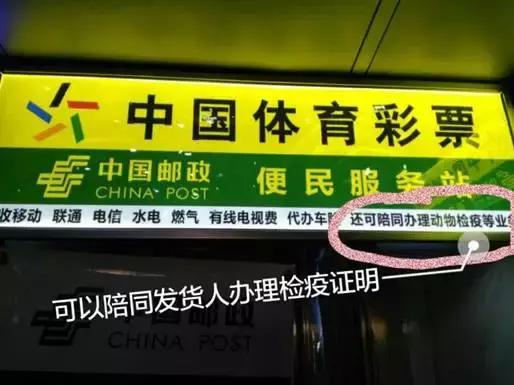 中国体育彩票
中国邮政 便民服务站
CHINA POST
收移动 联通 电信 水电 燃气 有线电视费 代办车险 还可陪同办理动物检疫等业务
可以陪同发货人办理检疫证明
中国邮政
CHINA POST